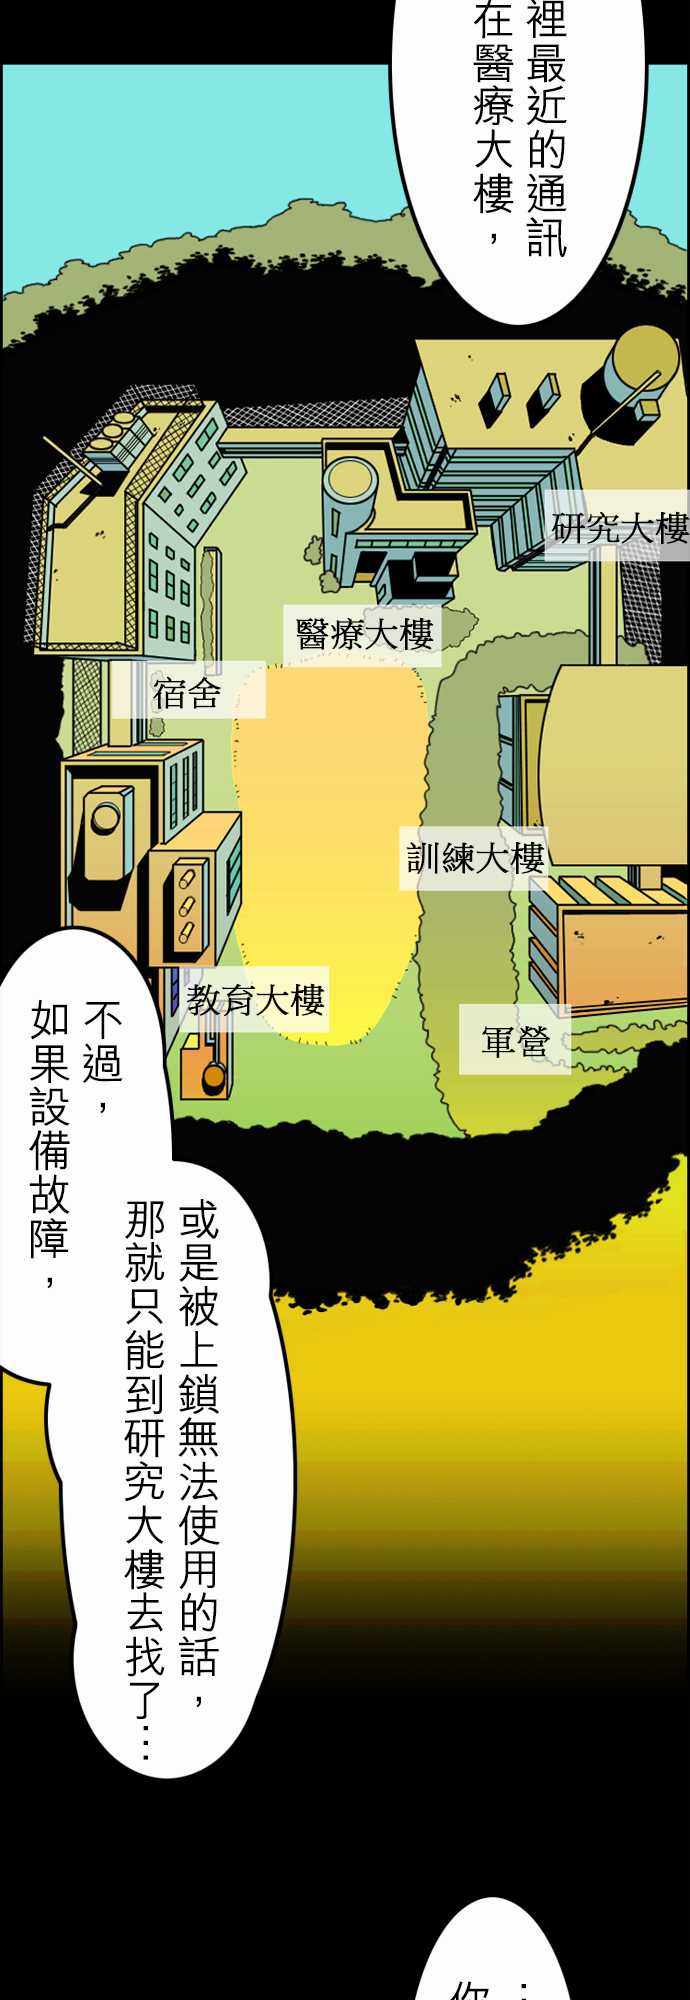 裡最近的通訊
在醫療大樓，
研究大樓
醫療大樓
宿舍
訓練大樓
教育大樓
軍營
不過，
如果設備故障，
或是被上鎖無法使用的話，
那就只能到研究大樓去找了…